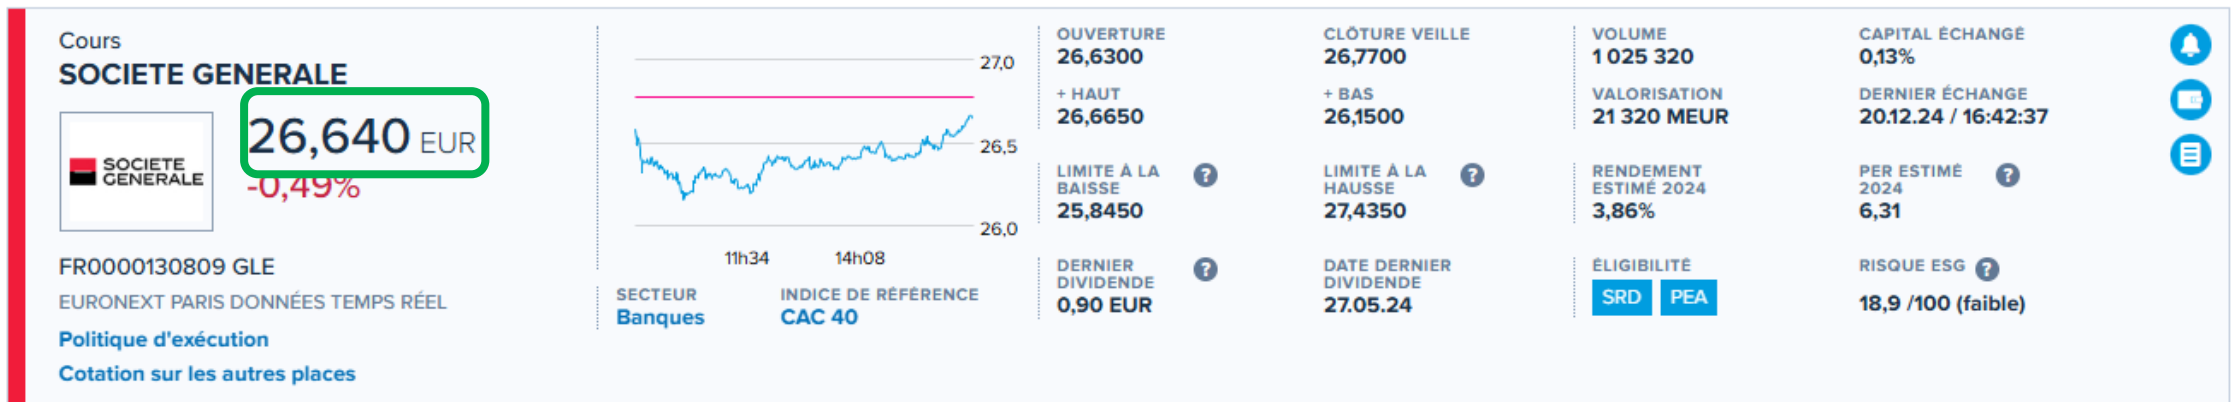 Cours
SOCIETE GENERALE
SOCIETE
GENERALE
26,640 EUR
-0,49%
FR0000130809 GLE
EURONEXT PARIS DONNÉES TEMPS RÉEL
Politique d'exécution
Cotation sur les autres places
27,0
26,5
26,0
11h34 14h08
SECTEUR
Banques
INDICE DE RÉFÉRENCE
CAC 40
OUVERTURE
26,6300
CLÔTURE VEILLE
26,7700
VOLUME
1 025 320
CAPITAL ÉCHANGÉ
0,13%
+ HAUT
26,6650
+ BAS
26,1500
VALORISATION
21 320 MEUR
DERNIER ÉCHANGE
20.12.24 / 16:42:37
LIMITE À LA
BAISSE
?
25,8450
LIMITE À LA
HAUSSE
?
27,4350
RENDEMENT
ESTIMÉ 2024
3,86%
PER ESTIMÉ
2024
?
6,31
DERNIER
DIVIDENDE
?
0,90 EUR
DATE DERNIER
DIVIDENDE
27.05.24
ÉLIGIBILITÉ
SRD PEA
RISQUE ESG ?
18,9 /100 (faible)